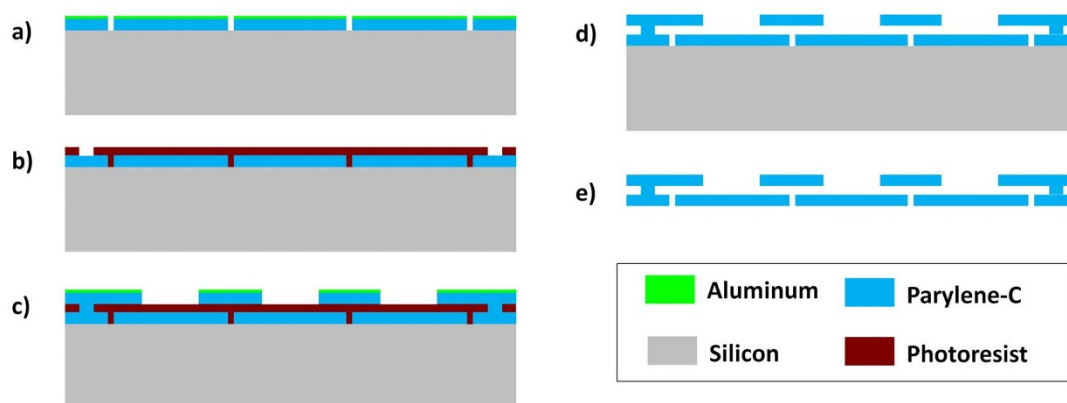 a)
b)
c)
d)
e)
Aluminum
Parylene-C
Silicon
Photoresist